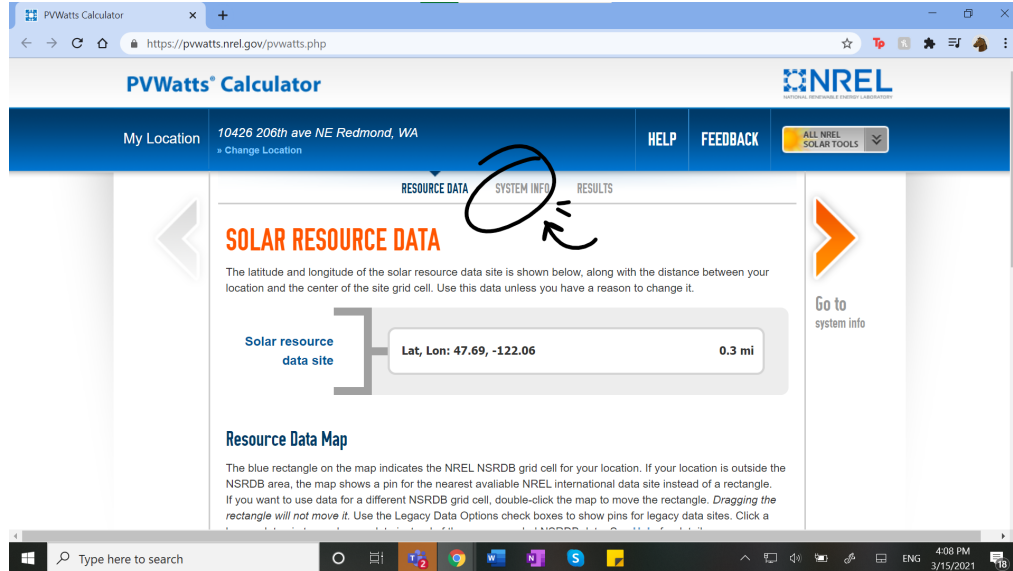 PVWatts Calculator
https://pvwatts.nrel.gov/pvwatts.php
PVWatts® Calculator
NREL
NATIONAL RENEWABLE ENERGY LABORATORY
My Location
10426 206th ave NE Redmond, WA
» Change Location
HELP
FEEDBACK
ALL NREL
SOLAR TOOLS
RESOURCE DATA SYSTEM INFO RESULTS
SOLAR RESOURCE DATA
The latitude and longitude of the solar resource data site is shown below, along with the distance between your
location and the center of the site grid cell. Use this data unless you have a reason to change it.
Go to
system info
Solar resource
data site
Lat, Lon: 47.69, -122.06 0.3 mi
Resource Data Map
The blue rectangle on the map indicates the NREL NSRDB grid cell for your location. If your location is outside the
NSRDB area, the map shows a pin for the nearest avaliable NREL international data site instead of a rectangle.
If you want to use data for a different NSRDB grid cell, double-click the map to move the rectangle. Dragging the
rectangle will not move it. Use the Legacy Data Options check boxes to show pins for legacy data sites. Click a
Type here to search
ENG
4:08 PM
3/15/2021
18